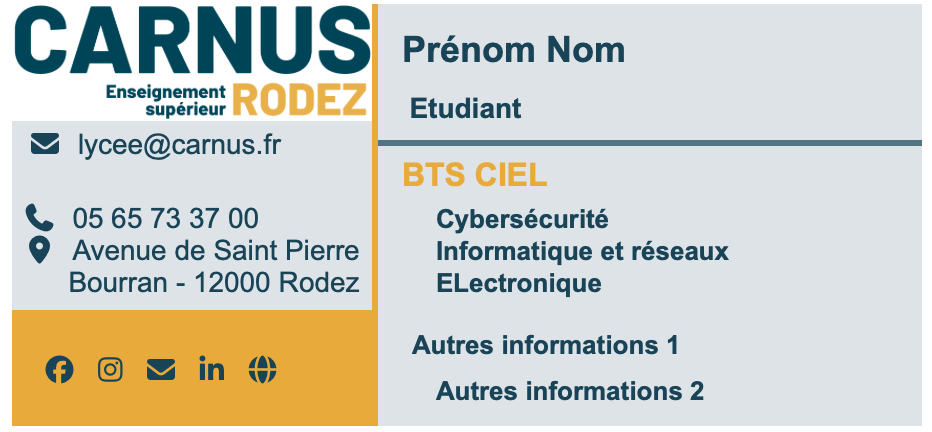 CARNUS
Enseignement
supérieur
RODEZ
lycee@carnus.fr
05 65 73 37 00
Avenue de Saint Pierre
Bourran - 12000 Rodez
Prénom Nom
Etudiant
BTS CIEL
Cybersécurité
Informatique et réseaux
ELectronique
Autres informations 1
Autres informations 2